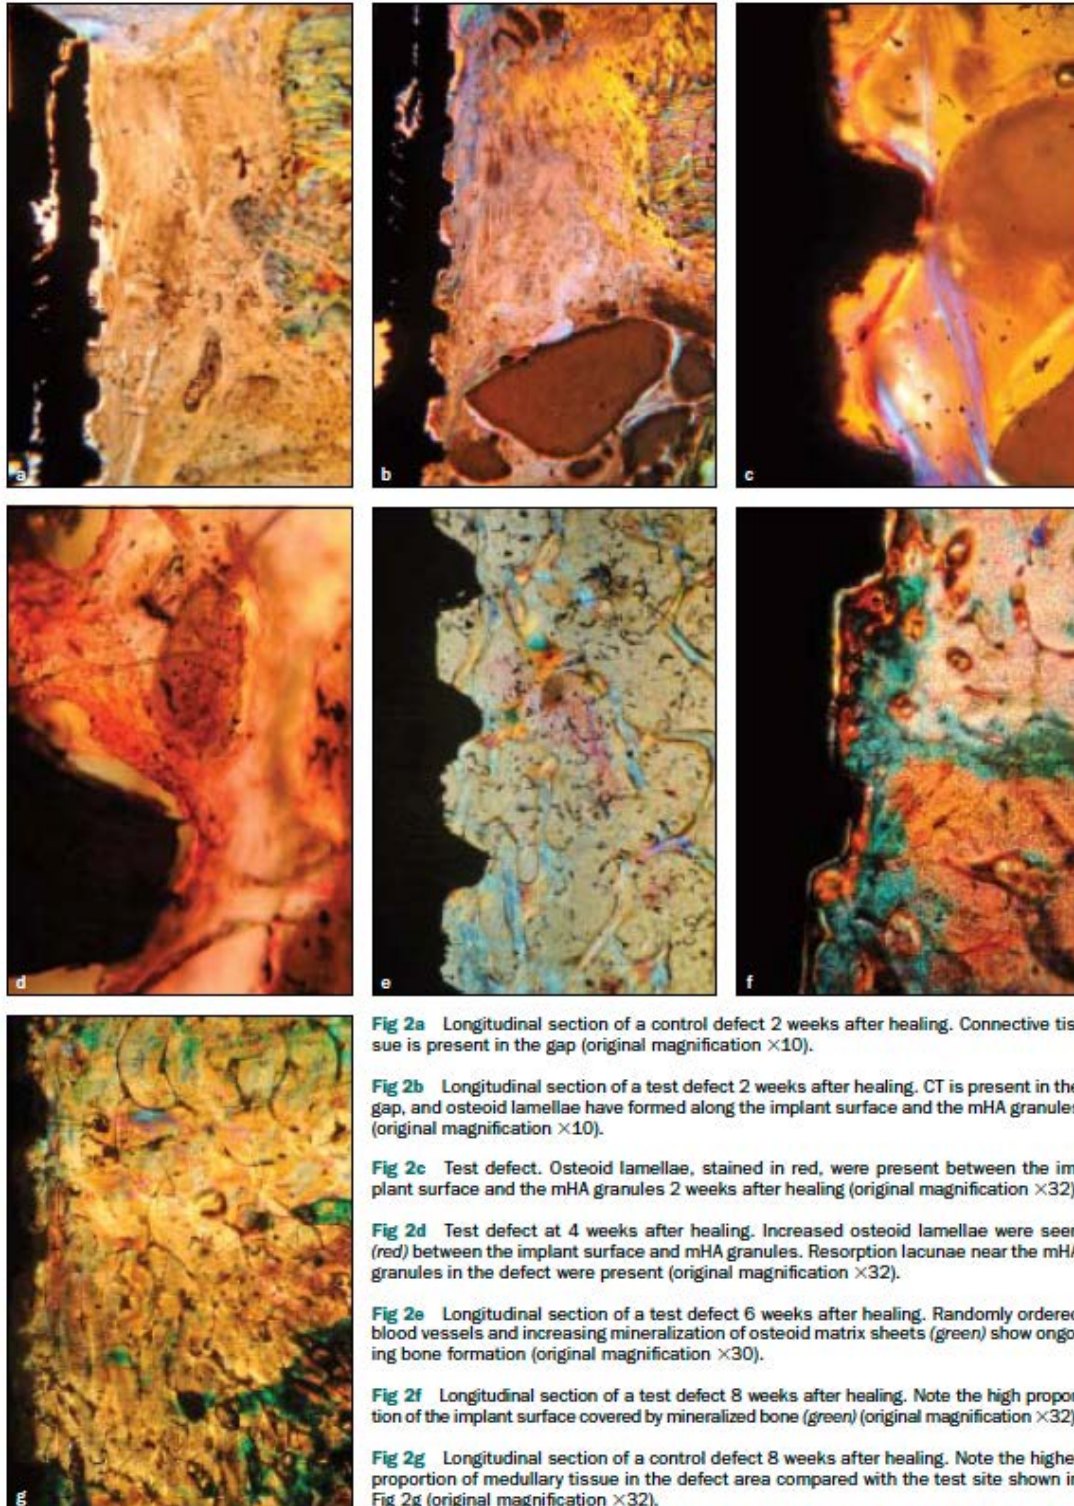 a
b
c
d
e
f
Fig 2a Longitudinal section of a control defect 2 weeks after healing. Connective tis
sue is present in the gap (original magnification ×10).
Fig 2b Longitudinal section of a test defect 2 weeks after healing. CT is present in the
gap, and osteoid lamellae have formed along the implant surface and the mHA granules
(original magnification ×10).
Fig 2c Test defect. Osteoid lamellae, stained in red, were present between the im
plant surface and the mHA granules 2 weeks after healing (original magnification ×32)
Fig 2d Test defect at 4 weeks after healing. Increased osteoid lamellae were seen
(red) between the implant surface and mHA granules. Resorption lacunae near the mHA
granules in the defect were present (original magnification ×32).
Fig 2e Longitudinal section of a test defect 6 weeks after healing. Randomly ordered
blood vessels and increasing mineralization of osteoid matrix sheets (green) show ongo
ing bone formation (original magnification ×30).
Fig 2f Longitudinal section of a test defect 8 weeks after healing. Note the high propor
tion of the implant surface covered by mineralized bone (green) (original magnification ×32)
Fig 2g Longitudinal section of a control defect 8 weeks after healing. Note the highe
proportion of medullary tissue in the defect area compared with the test site shown in
Fig 2g (original magnification ×32).
g